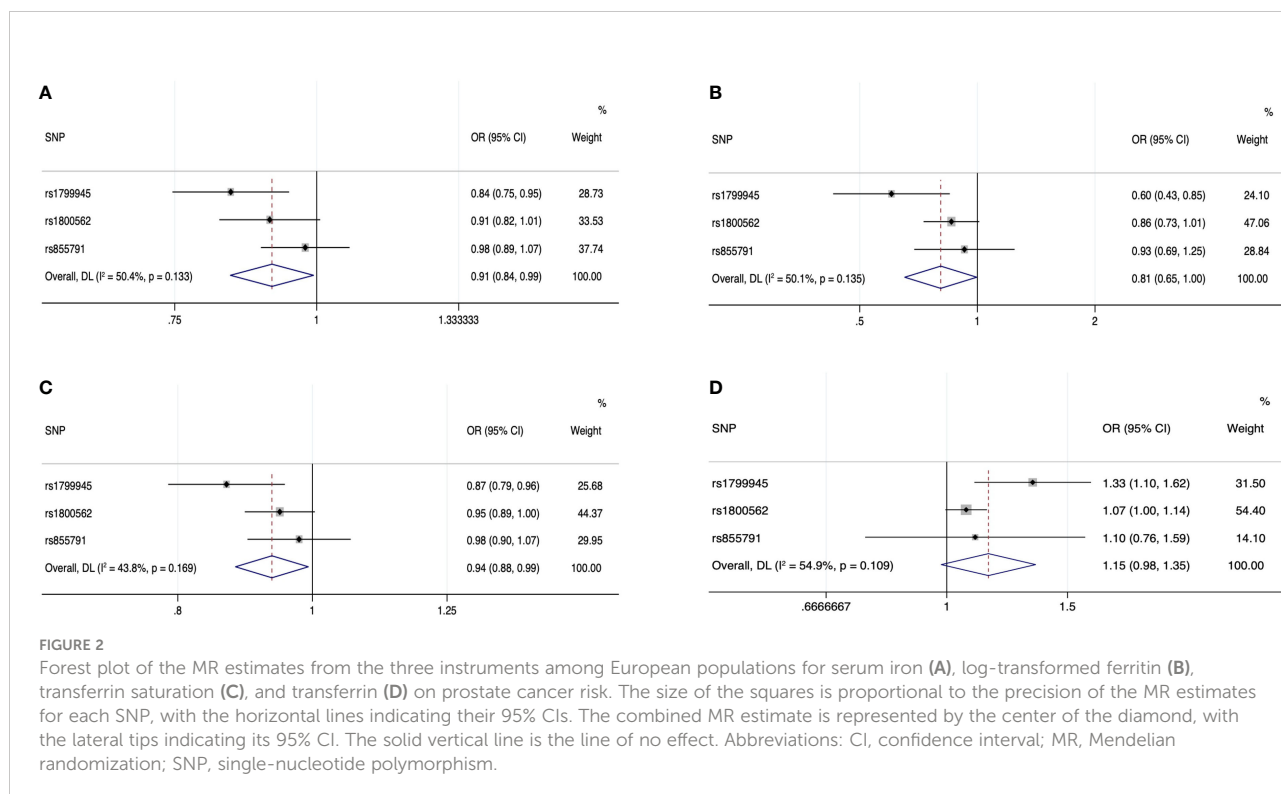 A
%
SNP OR (95% CI) Weight
rs1799945 0.84 (0.75, 0.95) 28.73
rs1800562 0.91 (0.82, 1.01) 33.53
rs855791 0.98 (0.89, 1.07) 37.74
Overall, DL (I² = 50.4%, p = 0.133) 0.91 (0.84, 0.99) 100.00
.75 1 1.333333
B
%
SNP OR (95% CI) Weight
rs1799945 0.60 (0.43, 0.85) 24.10
rs1800562 0.86 (0.73, 1.01) 47.06
rs855791 0.93 (0.69, 1.25) 28.84
Overall, DL (I² = 50.1%, p = 0.135) 0.81 (0.65, 1.00) 100.00
.5 1 2
C
%
SNP OR (95% CI) Weight
rs1799945 0.87 (0.79, 0.96) 25.68
rs1800562 0.95 (0.89, 1.00) 44.37
rs855791 0.98 (0.90, 1.07) 29.95
Overall, DL (I² = 43.8%, p = 0.169) 0.94 (0.88, 0.99) 100.00
.8 1 1.25
D
%
SNP OR (95% CI) Weight
rs1799945 1.33 (1.10, 1.62) 31.50
rs1800562 1.07 (1.00, 1.14) 54.40
rs855791 1.10 (0.76, 1.59) 14.10
Overall, DL (I² = 54.9%, p = 0.109) 1.15 (0.98, 1.35) 100.00
.6666667 1 1.5
FIGURE 2
Forest plot of the MR estimates from the three instruments among European populations for serum iron (A), log-transformed ferritin (B),
transferrin saturation (C), and transferrin (D) on prostate cancer risk. The size of the squares is proportional to the precision of the MR estimates
for each SNP, with the horizontal lines indicating their 95% CIs. The combined MR estimate is represented by the center of the diamond, with
the lateral tips indicating its 95% CI. The solid vertical line is the line of no effect. Abbreviations: CI, confidence interval; MR, Mendelian
randomization; SNP, single-nucleotide polymorphism.